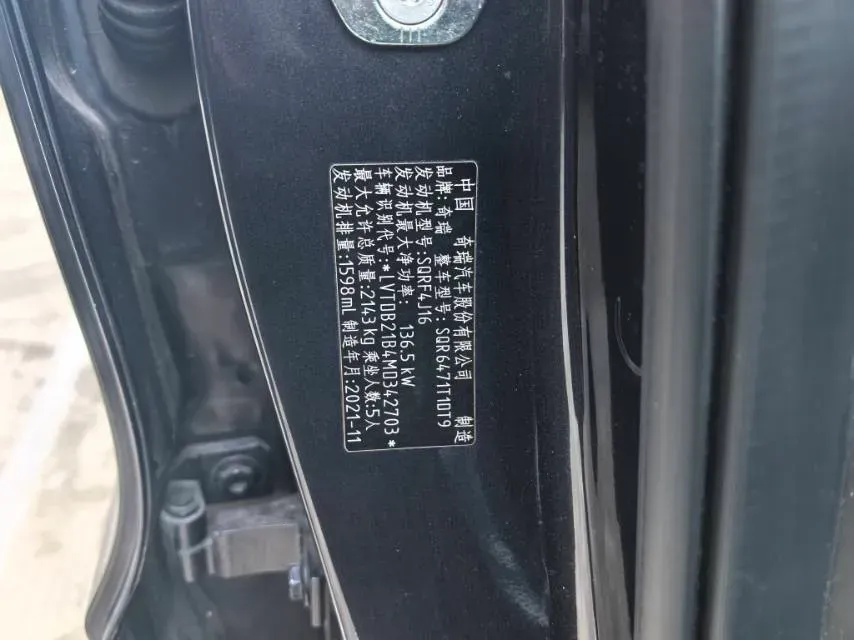 中国 奇瑞汽车股份有限公司 制造
品牌:奇瑞 整车型号:SQR6471T1DT9
发动机型号:SQRF4J16
发动机最大净功率: 136.5 kW
车辆识别代号:*LVTDB21B4MD342703*
最大允许总质量:2143 kg 乘坐人数:5人
发动机排量:1598mL 制造年月:2021-11